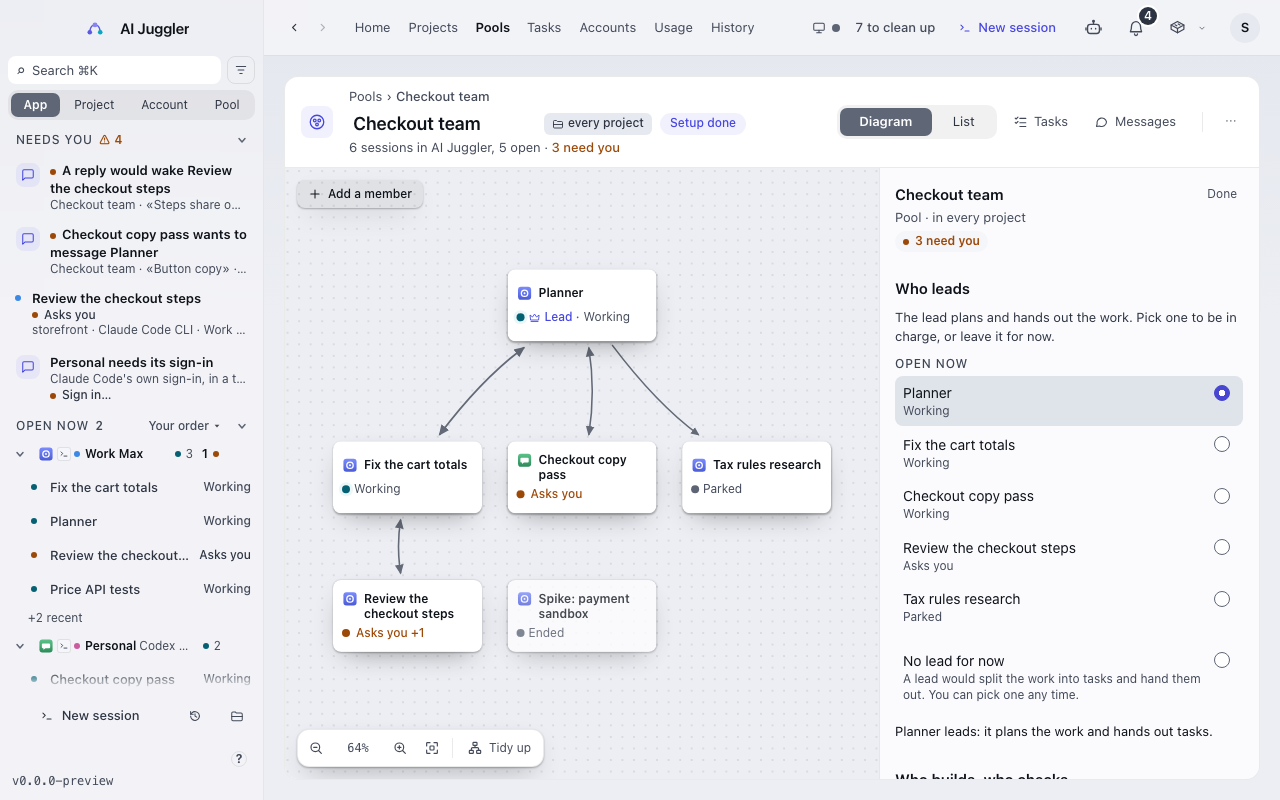 AI Juggler
Search ⌘K
App Project Account Pool
NEEDS YOU 4
A reply would wake Review
the checkout steps
Checkout team · «Steps share o…
Checkout copy pass wants to
message Planner
Checkout team · «Button copy» ·…
Review the checkout steps
Asks you
storefront · Claude Code CLI · Work …
Personal needs its sign-in
Claude Code's own sign-in, in a t…
Sign in…
OPEN NOW 2 Your order
Work Max 3 1
Fix the cart totals Working
Planner Working
Review the checkout… Asks you
Price API tests Working
+2 recent
Personal Codex … 2
Checkout copy pass Working
New session
?
v0.0.0-preview
Home Projects Pools Tasks Accounts Usage History
7 to clean up New session 4 S
Pools › Checkout team
Checkout team every project Setup done
6 sessions in AI Juggler, 5 open · 3 need you
Diagram List Tasks Messages …
Add a member
Planner
Lead · Working
Fix the cart totals
Working
Checkout copy
pass
Asks you
Tax rules research
Parked
Review the
checkout steps
Asks you +1
Spike: payment
sandbox
Ended
64% Tidy up
Checkout team Done
Pool · in every project
3 need you
Who leads
The lead plans and hands out the work. Pick one to be in
charge, or leave it for now.
OPEN NOW
Planner
Working
Fix the cart totals
Working
Checkout copy pass
Working
Review the checkout steps
Asks you
Tax rules research
Parked
No lead for now
A lead would split the work into tasks and hand them
out. You can pick one any time.
Planner leads: it plans the work and hands out tasks.
Who builds, who checks